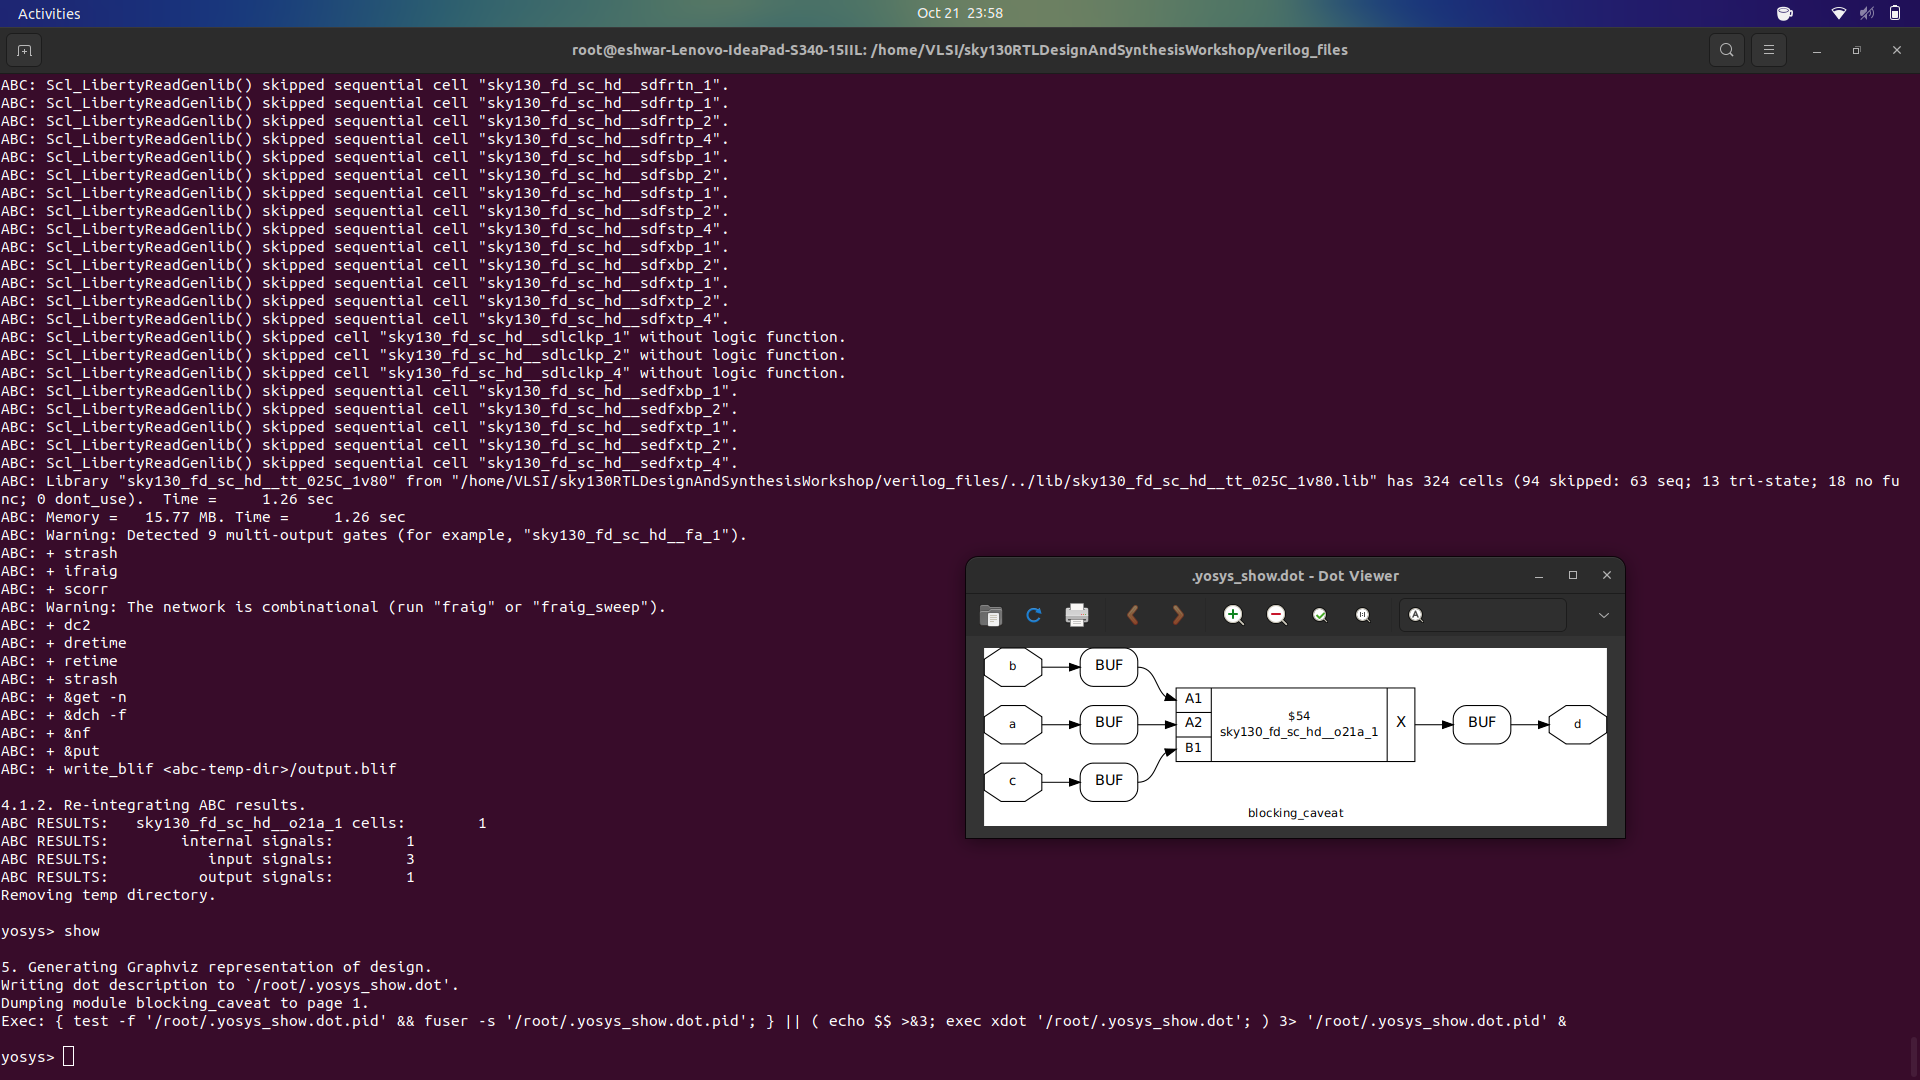 Activities
Oct 21 23:58
root@eshwar-Lenovo-IdeaPad-S340-15IIL: /home/VLSI/sky130RTLDesignAndSynthesisWorkshop/verilog_files
ABC: Scl_LibertyReadGenlib() skipped sequential cell "sky130_fd_sc_hd__sdfrtn_1".
ABC: Scl_LibertyReadGenlib() skipped sequential cell "sky130_fd_sc_hd__sdfrtp_1".
ABC: Scl_LibertyReadGenlib() skipped sequential cell "sky130_fd_sc_hd__sdfrtp_2".
ABC: Scl_LibertyReadGenlib() skipped sequential cell "sky130_fd_sc_hd__sdfrtp_4".
ABC: Scl_LibertyReadGenlib() skipped sequential cell "sky130_fd_sc_hd__sdfsbp_1".
ABC: Scl_LibertyReadGenlib() skipped sequential cell "sky130_fd_sc_hd__sdfsbp_2".
ABC: Scl_LibertyReadGenlib() skipped sequential cell "sky130_fd_sc_hd__sdfstp_1".
ABC: Scl_LibertyReadGenlib() skipped sequential cell "sky130_fd_sc_hd__sdfstp_2".
ABC: Scl_LibertyReadGenlib() skipped sequential cell "sky130_fd_sc_hd__sdfstp_4".
ABC: Scl_LibertyReadGenlib() skipped sequential cell "sky130_fd_sc_hd__sdfxbp_1".
ABC: Scl_LibertyReadGenlib() skipped sequential cell "sky130_fd_sc_hd__sdfxbp_2".
ABC: Scl_LibertyReadGenlib() skipped sequential cell "sky130_fd_sc_hd__sdfxtp_1".
ABC: Scl_LibertyReadGenlib() skipped sequential cell "sky130_fd_sc_hd__sdfxtp_2".
ABC: Scl_LibertyReadGenlib() skipped sequential cell "sky130_fd_sc_hd__sdfxtp_4".
ABC: Scl_LibertyReadGenlib() skipped cell "sky130_fd_sc_hd__sdlclkp_1" without logic function.
ABC: Scl_LibertyReadGenlib() skipped cell "sky130_fd_sc_hd__sdlclkp_2" without logic function.
ABC: Scl_LibertyReadGenlib() skipped cell "sky130_fd_sc_hd__sdlclkp_4" without logic function.
ABC: Scl_LibertyReadGenlib() skipped sequential cell "sky130_fd_sc_hd__sedfxbp_1".
ABC: Scl_LibertyReadGenlib() skipped sequential cell "sky130_fd_sc_hd__sedfxbp_2".
ABC: Scl_LibertyReadGenlib() skipped sequential cell "sky130_fd_sc_hd__sedfxtp_1".
ABC: Scl_LibertyReadGenlib() skipped sequential cell "sky130_fd_sc_hd__sedfxtp_2".
ABC: Scl_LibertyReadGenlib() skipped sequential cell "sky130_fd_sc_hd__sedfxtp_4".
ABC: Library "sky130_fd_sc_hd__tt_025C_1v80" from "/home/VLSI/sky130RTLDesignAndSynthesisWorkshop/verilog_files/../lib/sky130_fd_sc_hd__tt_025C_1v80.lib" has 324 cells (94 skipped: 63 seq; 13 tri-state; 18 no fu
nc; 0 dont_use).  Time =     1.26 sec
ABC: Memory =   15.77 MB. Time =     1.26 sec
ABC: Warning: Detected 9 multi-output gates (for example, "sky130_fd_sc_hd__fa_1").
ABC: + strash
ABC: + ifraig
ABC: + scorr
ABC: Warning: The network is combinational (run "fraig" or "fraig_sweep").
ABC: + dc2
ABC: + dretime
ABC: + retime
ABC: + strash
ABC: + &get -n
ABC: + &dch -f
ABC: + &nf
ABC: + &put
ABC: + write_blif <abc-temp-dir>/output.blif
4.1.2. Re-integrating ABC results.
ABC RESULTS:   sky130_fd_sc_hd__o21a_1 cells:        1
ABC RESULTS:        internal signals:        1
ABC RESULTS:           input signals:        3
ABC RESULTS:          output signals:        1
Removing temp directory.
yosys> show
5. Generating Graphviz representation of design.
Writing dot description to `/root/.yosys_show.dot'.
Dumping module blocking_caveat to page 1.
Exec: { test -f '/root/.yosys_show.dot.pid' && fuser -s '/root/.yosys_show.dot.pid'; } || ( echo $$ >&3; exec xdot '/root/.yosys_show.dot'; ) 3> '/root/.yosys_show.dot.pid' &
yosys>
.yosys_show.dot - Dot Viewer
b
BUF
a
BUF
c
BUF
A1
A2
B1
$54
sky130_fd_sc_hd__o21a_1
X
BUF
d
blocking_caveat